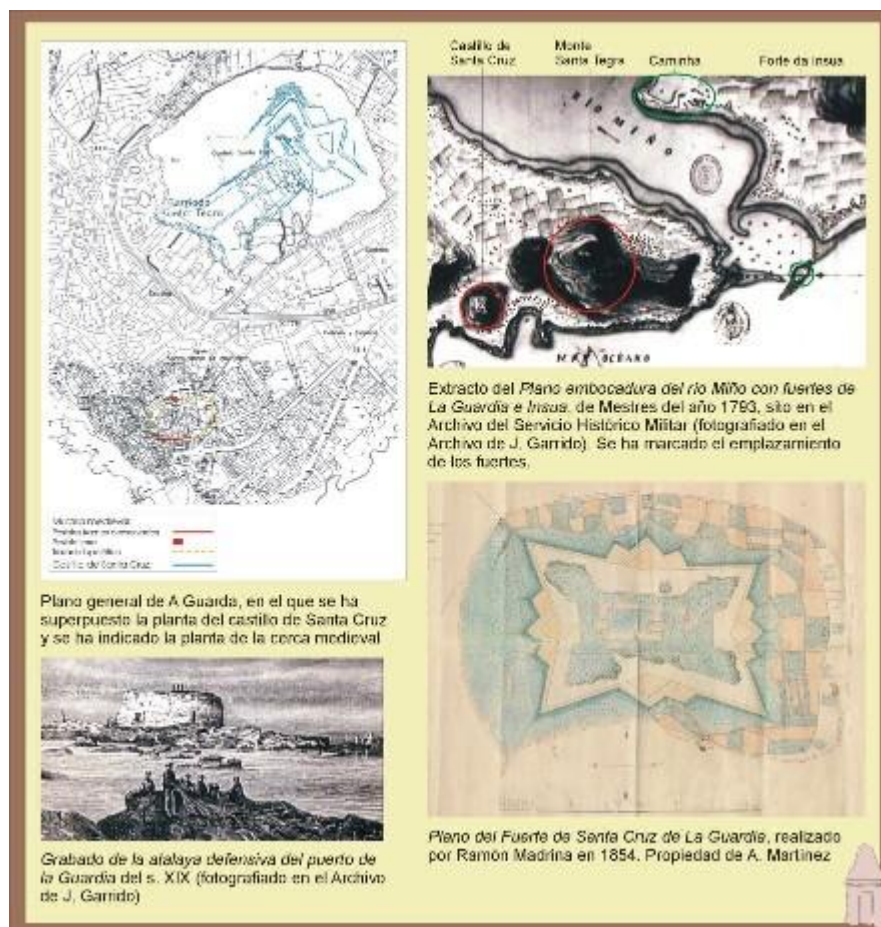 Plano general de A Guarda, en el que se ha
superpuesto la planta del castillo de Santa Cruz
y se ha indicado la planta de la cerca medieval
Grabado de la atalaya defensiva del puerto de
la Guardia del s. XIX (fotografiado en el Archivo
de J. Garrido)
Castillo de
Santa Cruz
Monte
Santa Tegra
Caminha
Forte da Insua
RÍO MIÑO
MAR OCÉANO
Extracto del Plano embocadura del río Miño con fuertes de
La Guardia e Insua, de Mestres del año 1793, sito en el
Archivo del Servicio Histórico Militar (fotografiado en el
Archivo de J. Garrido). Se ha marcado el emplazamiento
de los fuertes.
Plano del Fuerte de Santa Cruz de La Guardia, realizado
por Ramón Madrina en 1854. Propiedad de A. Martínez